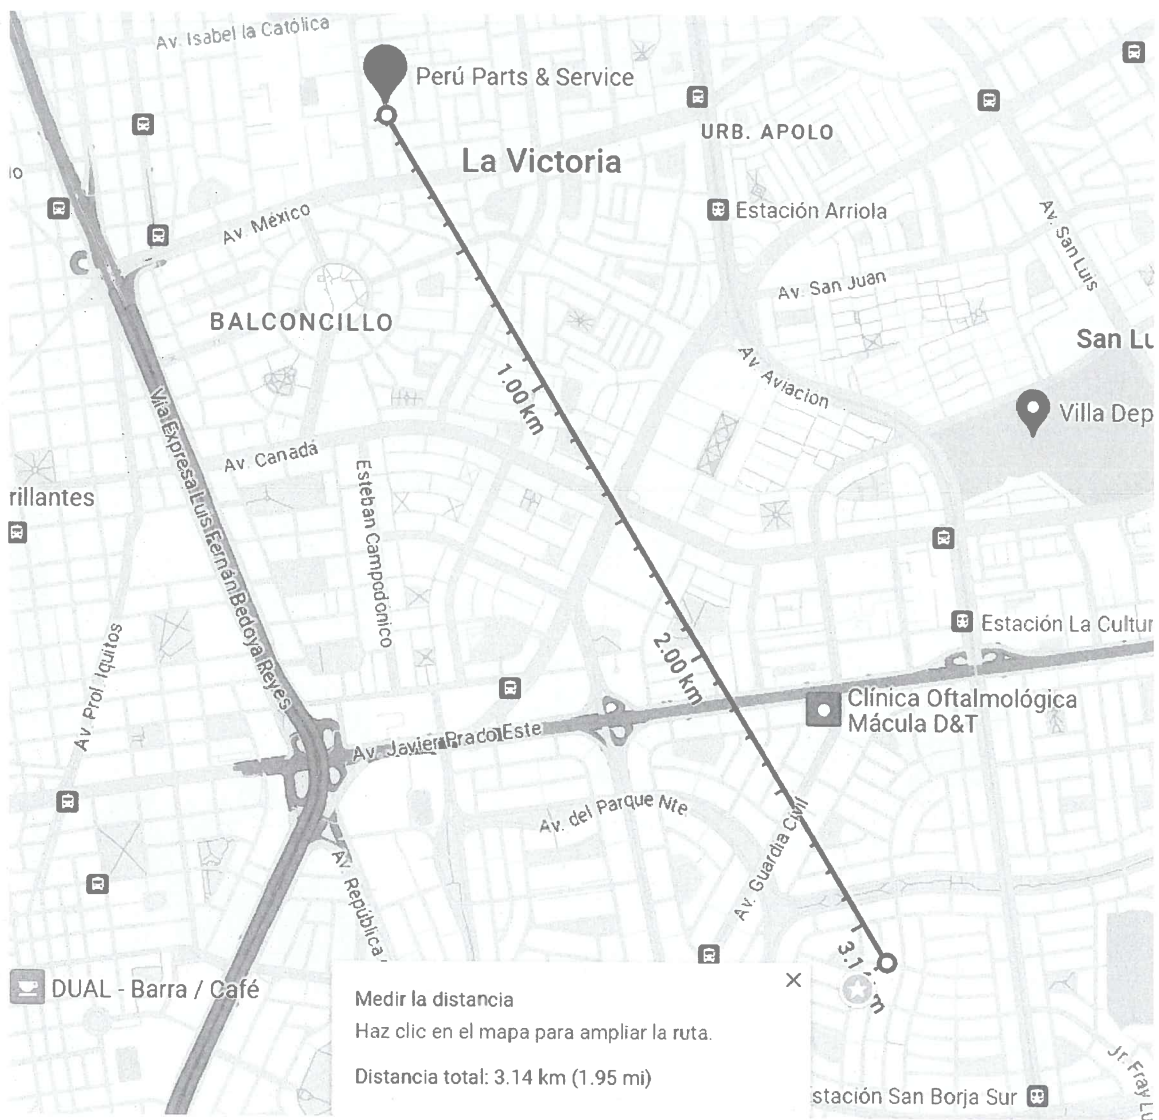 Av. Isabel la Católica
Perú Parts & Service
URB. APOLO
La Victoria
Estación Arriola
Av. México
Av. San Luis
Av. San Juan
BALCONCILLO
San Lu
Av. Aviacion
1.00 km
Villa Dep
Vía Expresa Luis Fernán Bedoya Reyes
Av. Canadá
Esteban Campodónico
rillantes
Estación La Cultur
Av. Prol. Iquitos
2.00 km
Clínica Oftalmológica
Mácula D&T
Av. Javier Prado Este
Av. del Parque Nte
Av. Guardia Civil
Av. República
3.1
m
DUAL - Barra / Café
Medir la distancia
Haz clic en el mapa para ampliar la ruta.
Distancia total: 3.14 km (1.95 mi)
stación San Borja Sur
Jr. Fray Lu